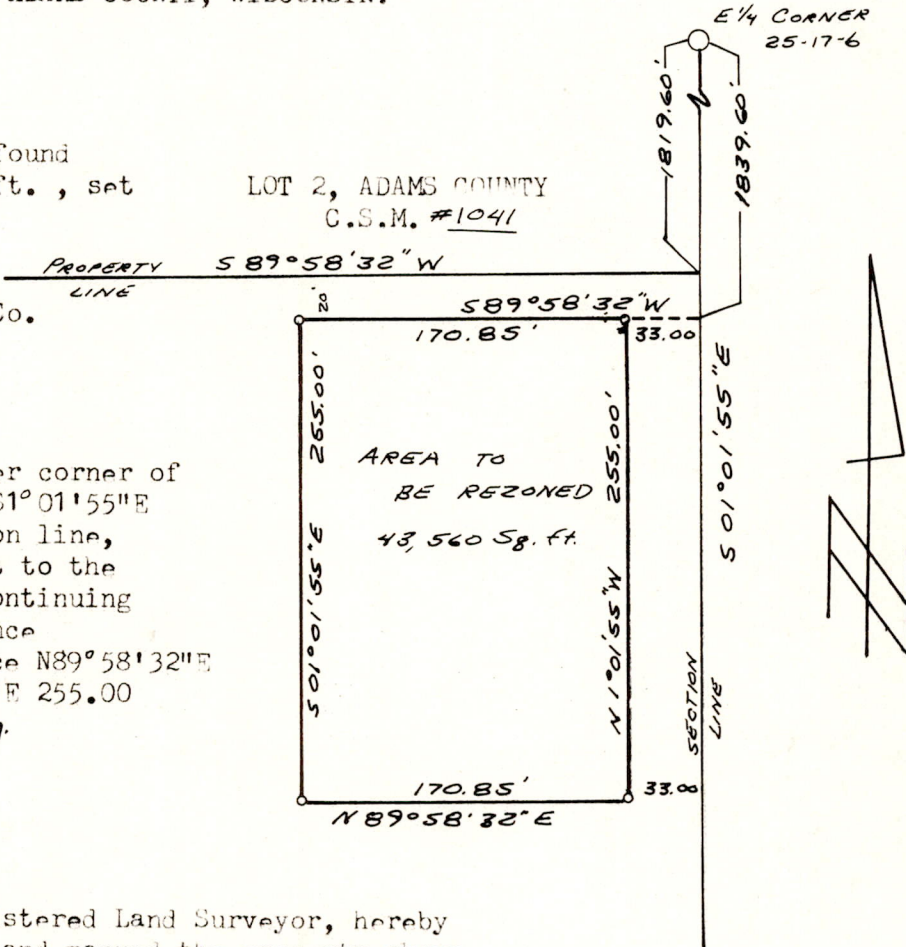 E 1/4 CORNER
25-17-6
1819.60'
1839.60'
found
ft. , set
LOT 2, ADAMS COUNTY
C.S.M. #1041
PROPERTY LINE
S 89°58'32" W
Co.
20'
S89°58'32"W
170.85'
33.00
265.00'
S 01°01'55"E
AREA TO
BE REZONED
43,560 Sq. ft.
255.00'
N 1°01'55"W
S 01°01'55"E
SECTION LINE
er corner of
S1°01'55"E
on line,
to the
ontinuing
nce
ce N89°58'32"E
E 255.00
170.85'
33.00
N 89°58'32" E
N
stered Land Surveyor, hereby